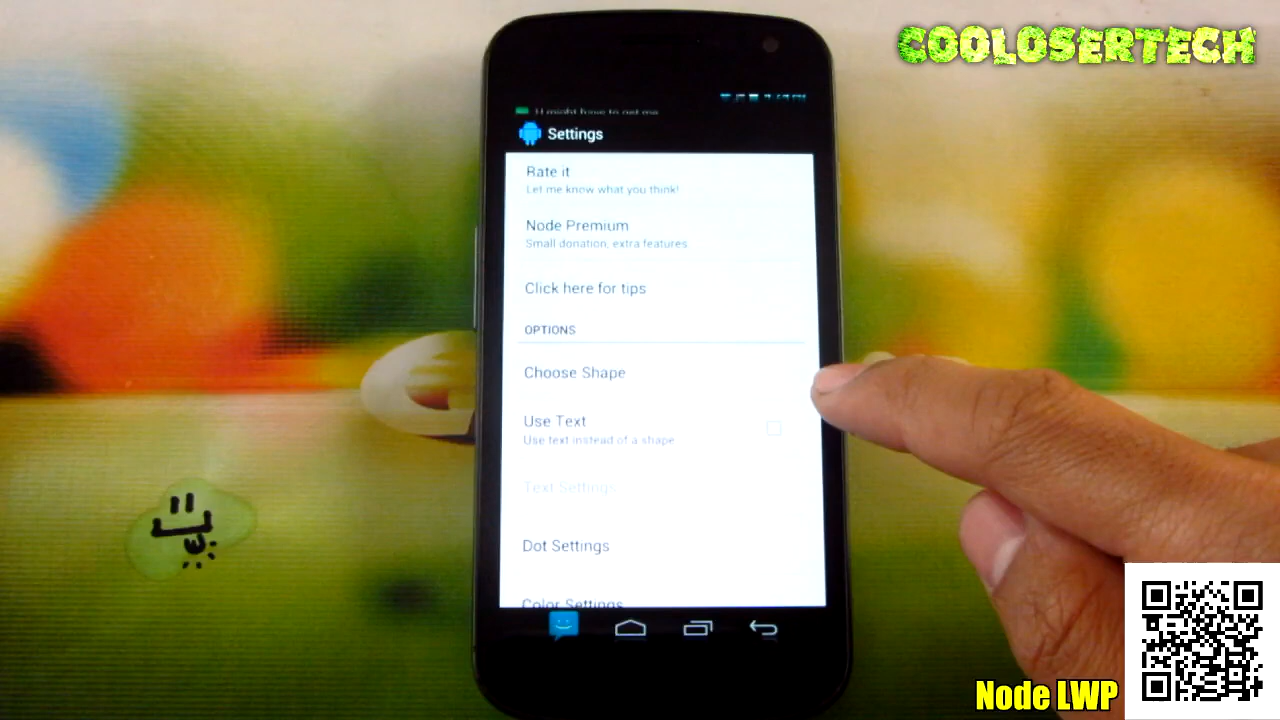 COOLOSERTECH
Settings
Rate it
Let me know what you think!
Node Premium
Small donation, extra features
Click here for tips
OPTIONS
Choose Shape
Use Text
Use text instead of a shape
Text Settings
Dot Settings
Color Settings
Node LWP